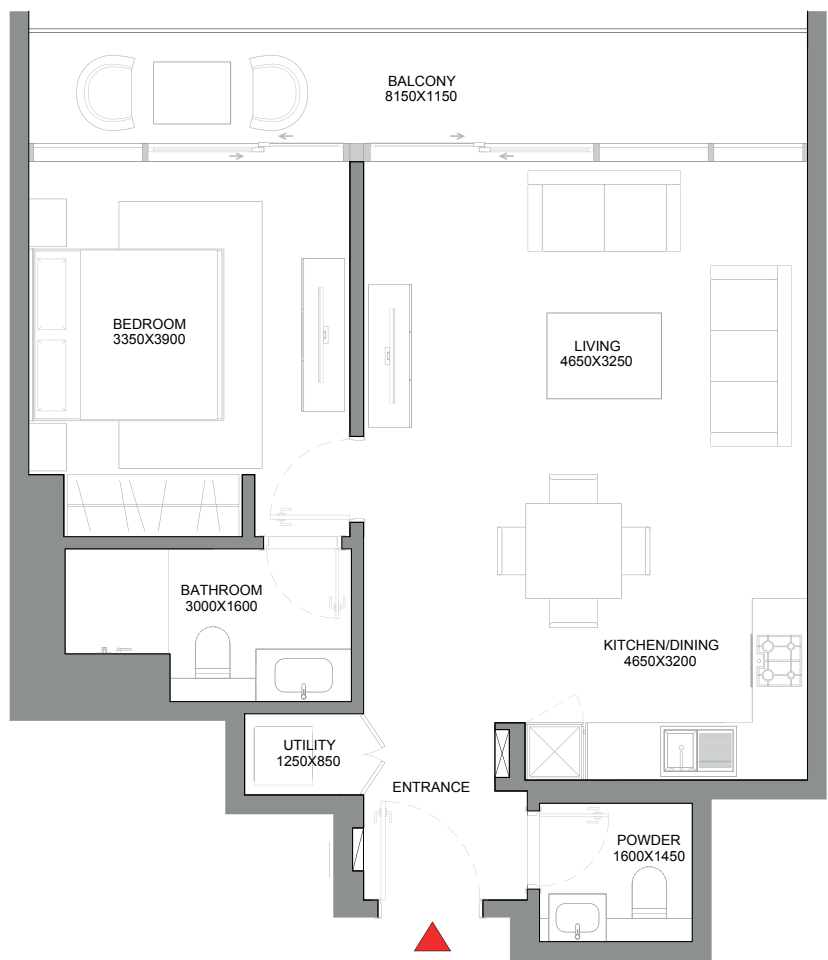 BALCONY
8150X1150
BEDROOM
3350X3900
LIVING
4650X3250
BATHROOM
3000X1600
KITCHEN/DINING
4650X3200
UTILITY
1250X850
ENTRANCE
POWDER
1600X1450